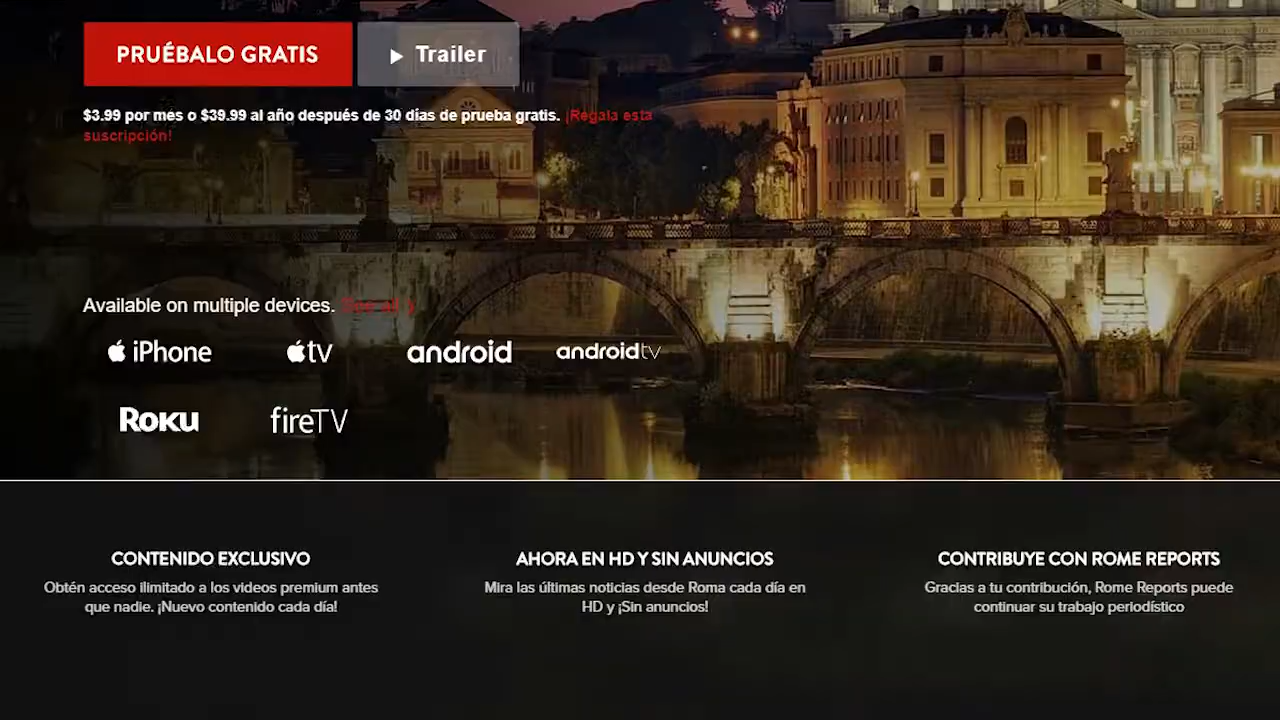 PRUÉBALO GRATIS
Trailer
$3.99 por mes o $39.99 al año después de 30 días de prueba gratis. ¡Regala esta
suscripción!
Available on multiple devices. See all
iPhone
tv
android
androidtv
ROKU
fireTV
CONTENIDO EXCLUSIVO
Obtén acceso ilimitado a los videos premium antes
que nadie. ¡Nuevo contenido cada día!
AHORA EN HD Y SIN ANUNCIOS
Mira las últimas noticias desde Roma cada día en
HD y ¡Sin anuncios!
CONTRIBUYE CON ROME REPORTS
Gracias a tu contribución, Rome Reports puede
continuar su trabajo periodístico